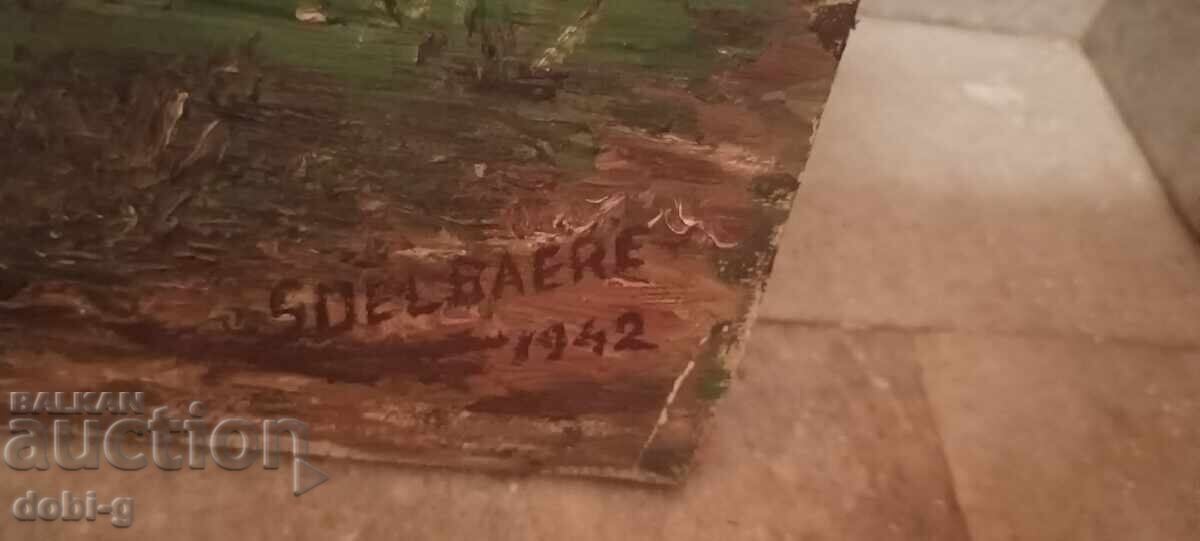 SDELBAERE
1942
BALKAN
auction
dobi-g